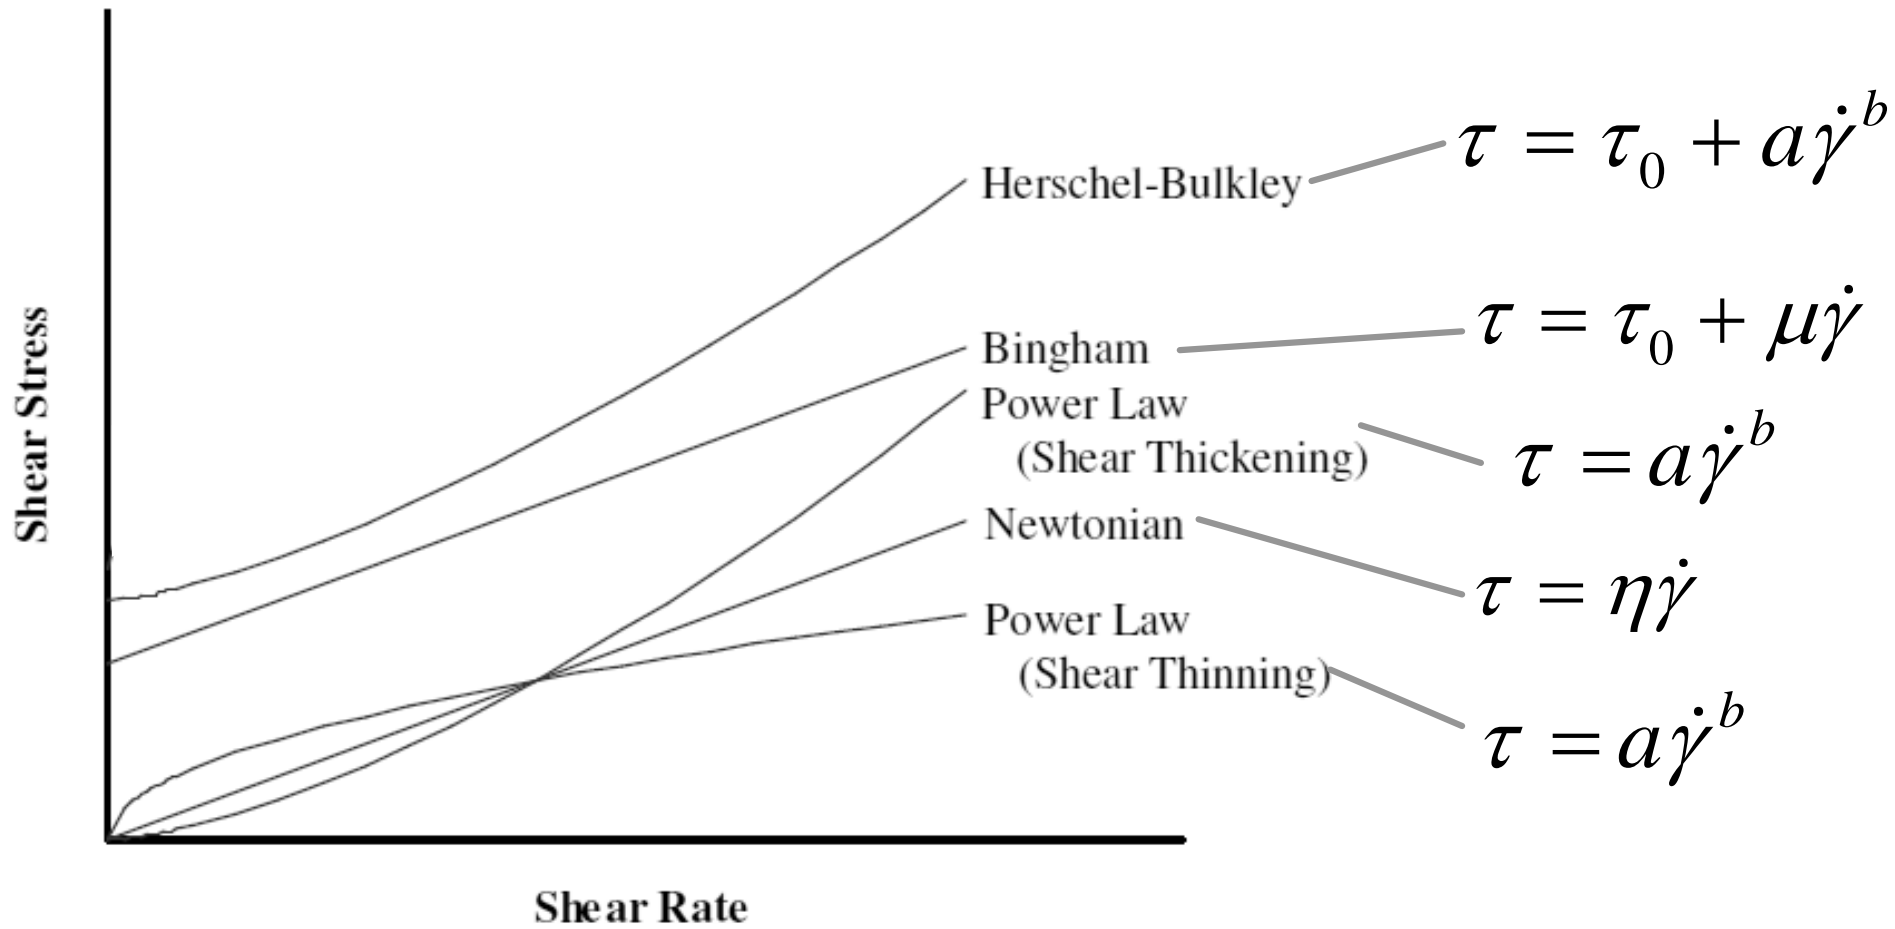 Herschel-Bulkley
τ = τ₀ + aγ̇ᵇ
Bingham
τ = τ₀ + μγ̇
Power Law
(Shear Thickening)
τ = aγ̇ᵇ
Newtonian
τ = ηγ̇
Power Law
(Shear Thinning)
τ = aγ̇ᵇ
Shear Stress
Shear Rate